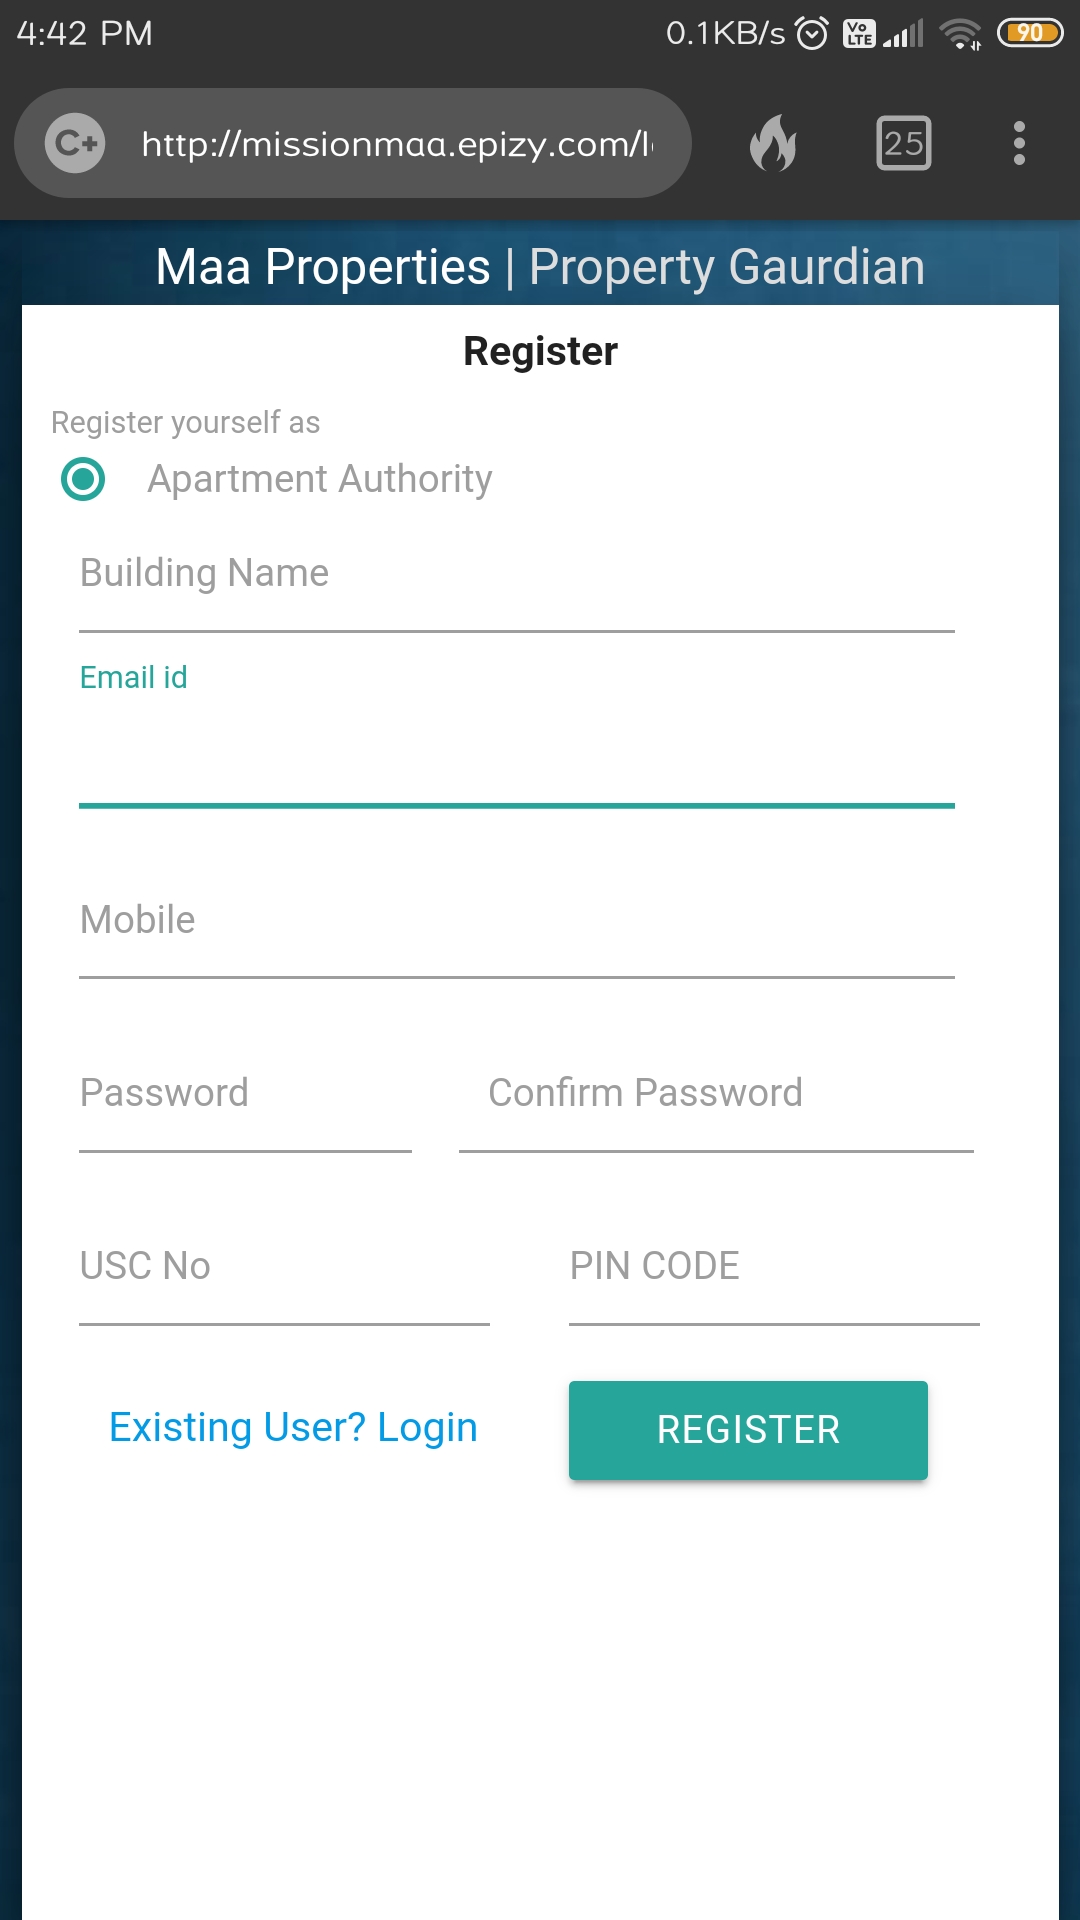 4:42 PM 0.1KB/s Vo LTE 90
C+ http://missionmaa.epizy.com/l 25
Maa Properties | Property Gaurdian
Register
Register yourself as
Apartment Authority
Building Name
Email id
Mobile
Password Confirm Password
USC No PIN CODE
Existing User? Login REGISTER